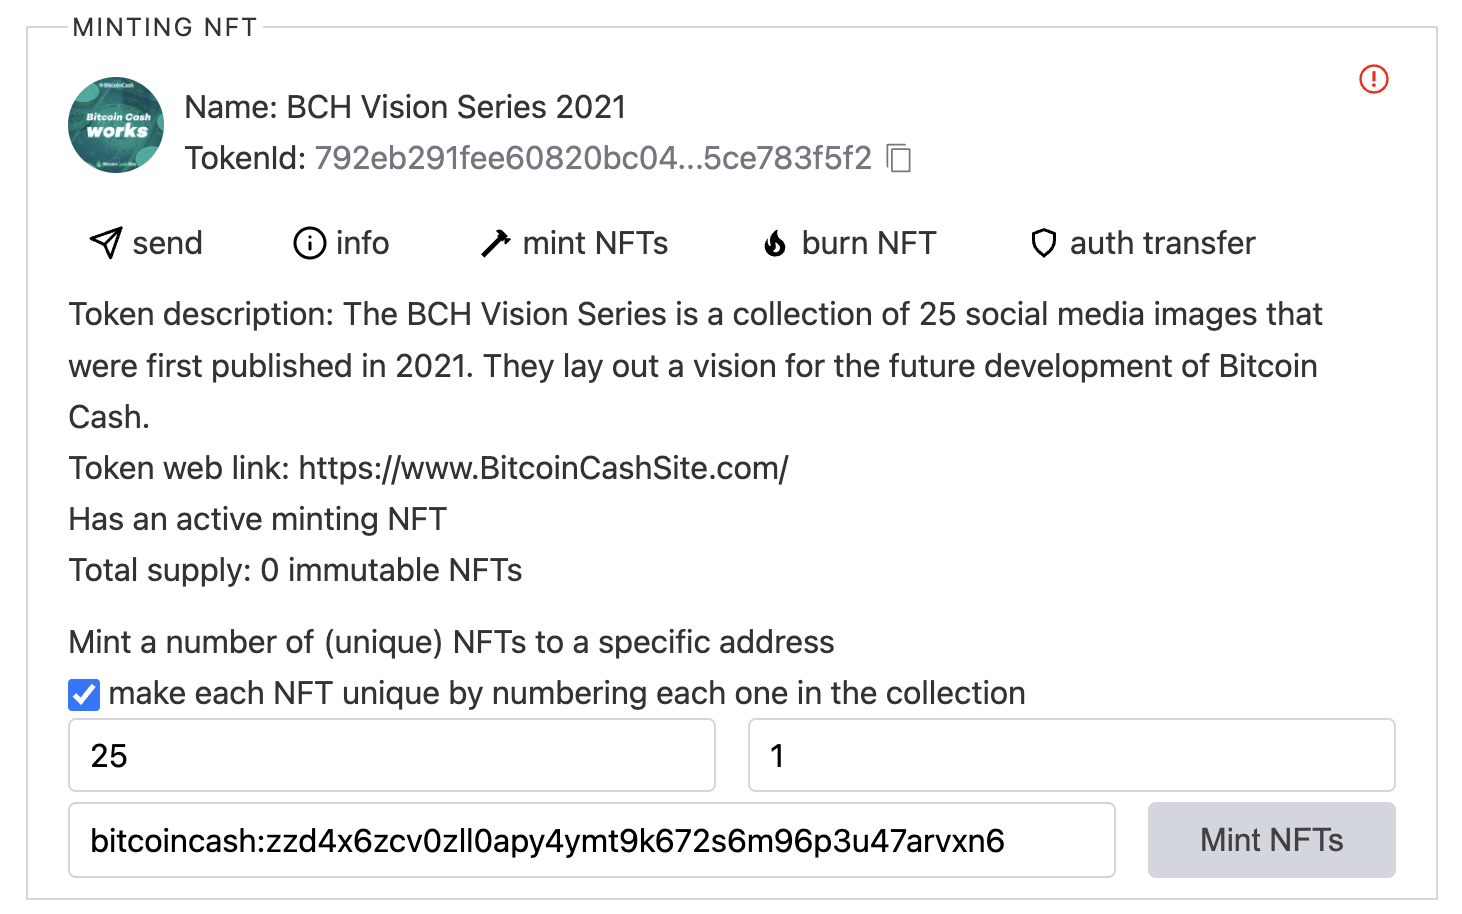 MINTING NFT
BitcoinCash
Bitcoin Cash
works
Name: BCH Vision Series 2021
TokenId: 792eb291fee60820bc04...5ce783f5f2
send
info
mint NFTs
burn NFT
auth transfer
Token description: The BCH Vision Series is a collection of 25 social media images that
were first published in 2021. They lay out a vision for the future development of Bitcoin
Cash.
Token web link: https://www.BitcoinCashSite.com/
Has an active minting NFT
Total supply: 0 immutable NFTs
Mint a number of (unique) NFTs to a specific address
make each NFT unique by numbering each one in the collection
25
1
bitcoincash:zzd4x6zcv0zll0apy4ymt9k672s6m96p3u47arvxn6
Mint NFTs